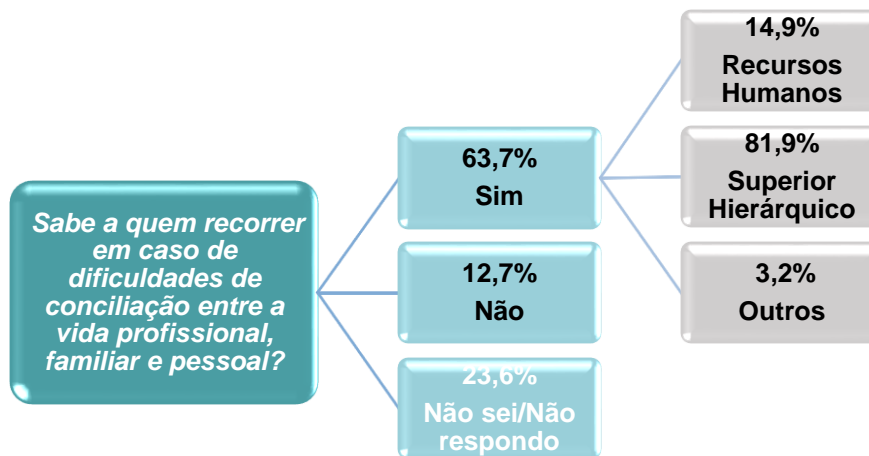 Sabe a quem recorrer
em caso de
dificuldades de
conciliação entre a
vida profissional,
familiar e pessoal?
63,7%
Sim
12,7%
Não
23,6%
Não sei/Não
respondo
14,9%
Recursos
Humanos
81,9%
Superior
Hierárquico
3,2%
Outros